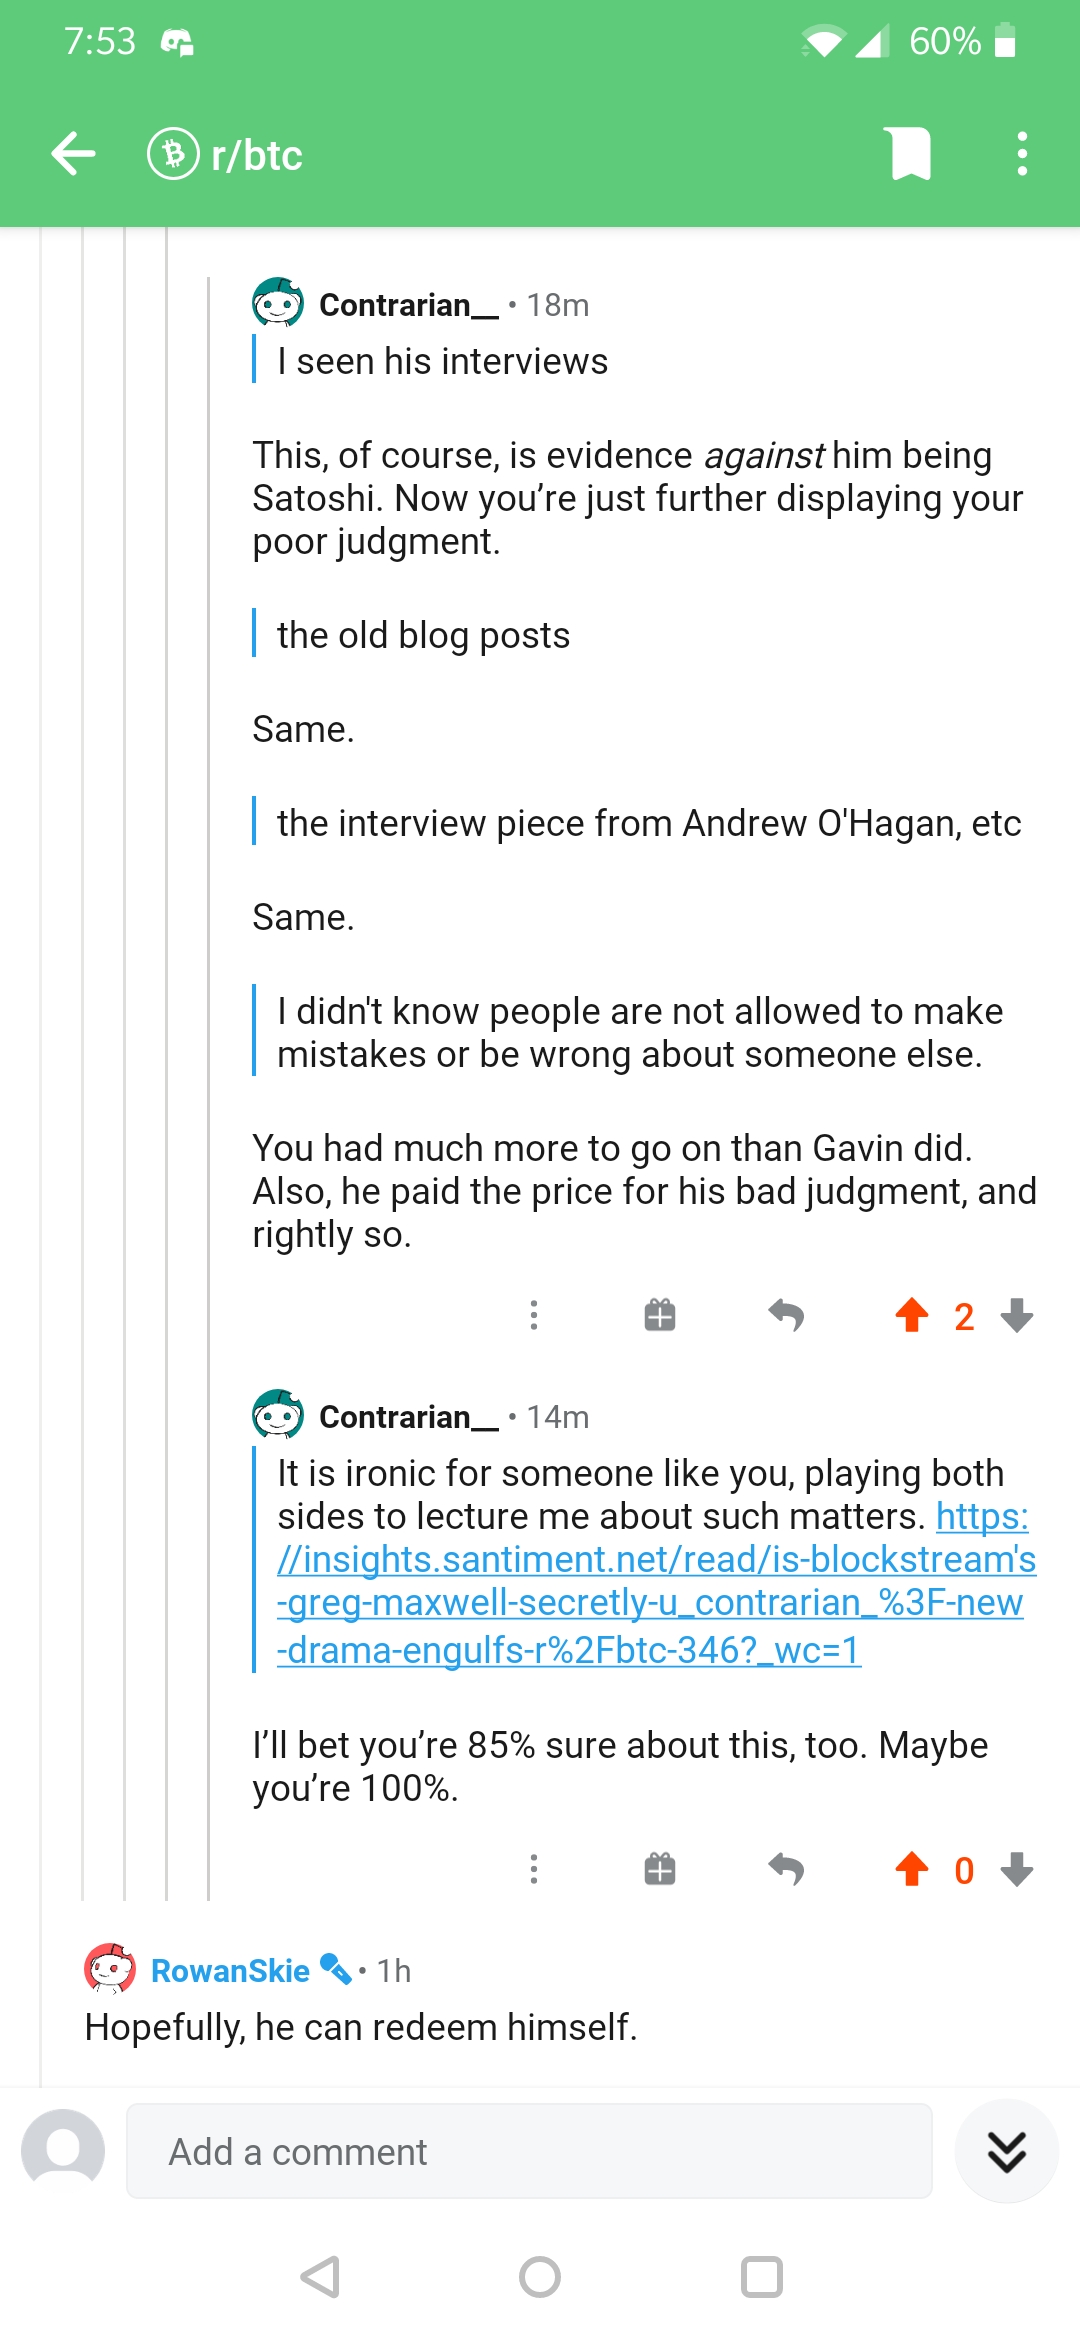 7:53
60%
r/btc
Contrarian__ • 18m
I seen his interviews
This, of course, is evidence against him being
Satoshi. Now you’re just further displaying your
poor judgment.
the old blog posts
Same.
the interview piece from Andrew O'Hagan, etc
Same.
I didn't know people are not allowed to make
mistakes or be wrong about someone else.
You had much more to go on than Gavin did.
Also, he paid the price for his bad judgment, and
rightly so.
2
Contrarian__ • 14m
It is ironic for someone like you, playing both
sides to lecture me about such matters. https:
//insights.santiment.net/read/is-blockstream's
-greg-maxwell-secretly-u_contrarian_%3F-new
-drama-engulfs-r%2Fbtc-346?_wc=1
I’ll bet you’re 85% sure about this, too. Maybe
you’re 100%.
0
RowanSkie • 1h
Hopefully, he can redeem himself.
Add a comment